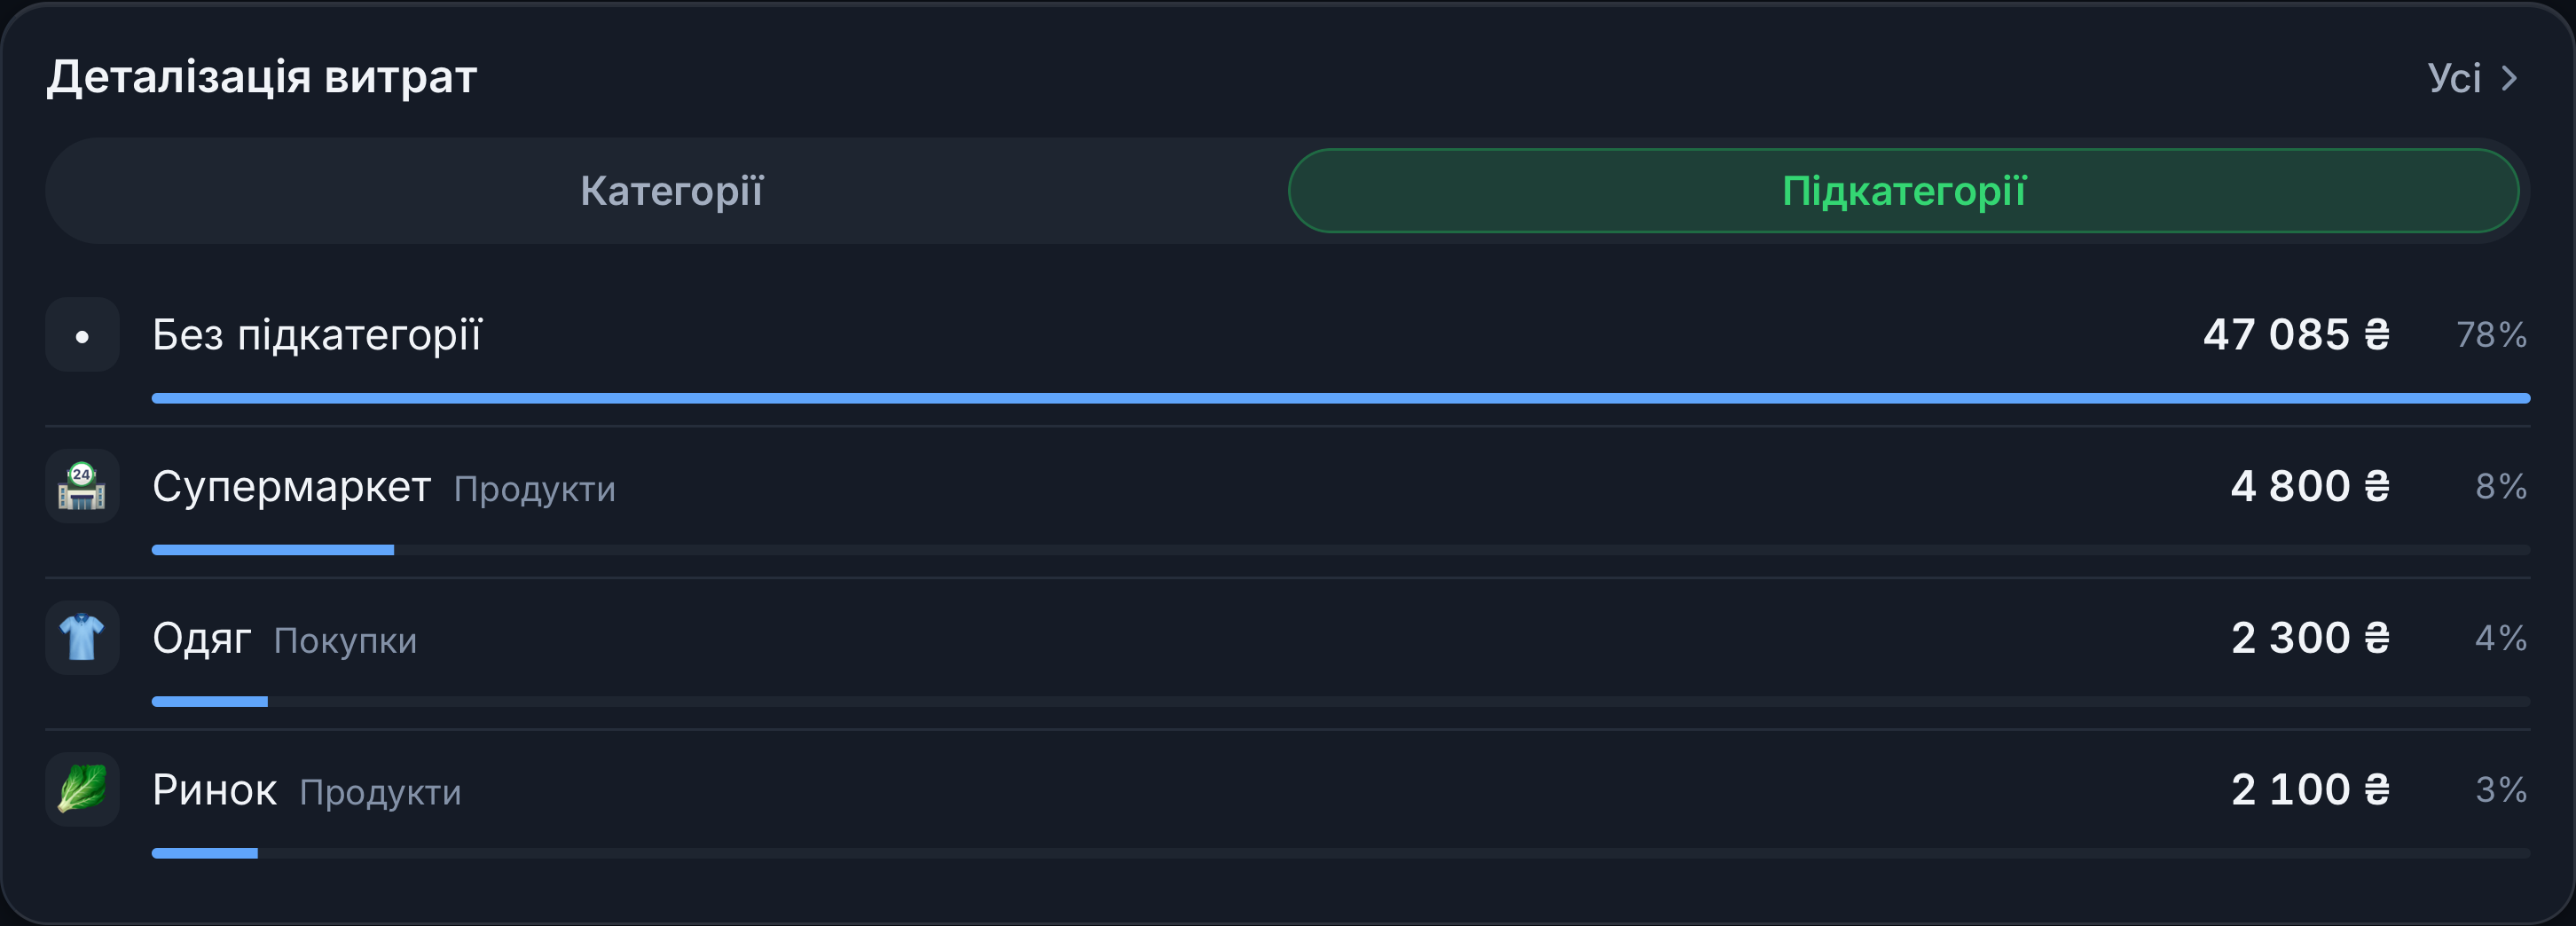 Деталізація витрат Усі
Категорії Підкатегорії
Без підкатегорії 47 085 ₴ 78%
24 Супермаркет Продукти 4 800 ₴ 8%
Одяг Покупки 2 300 ₴ 4%
Ринок Продукти 2 100 ₴ 3%